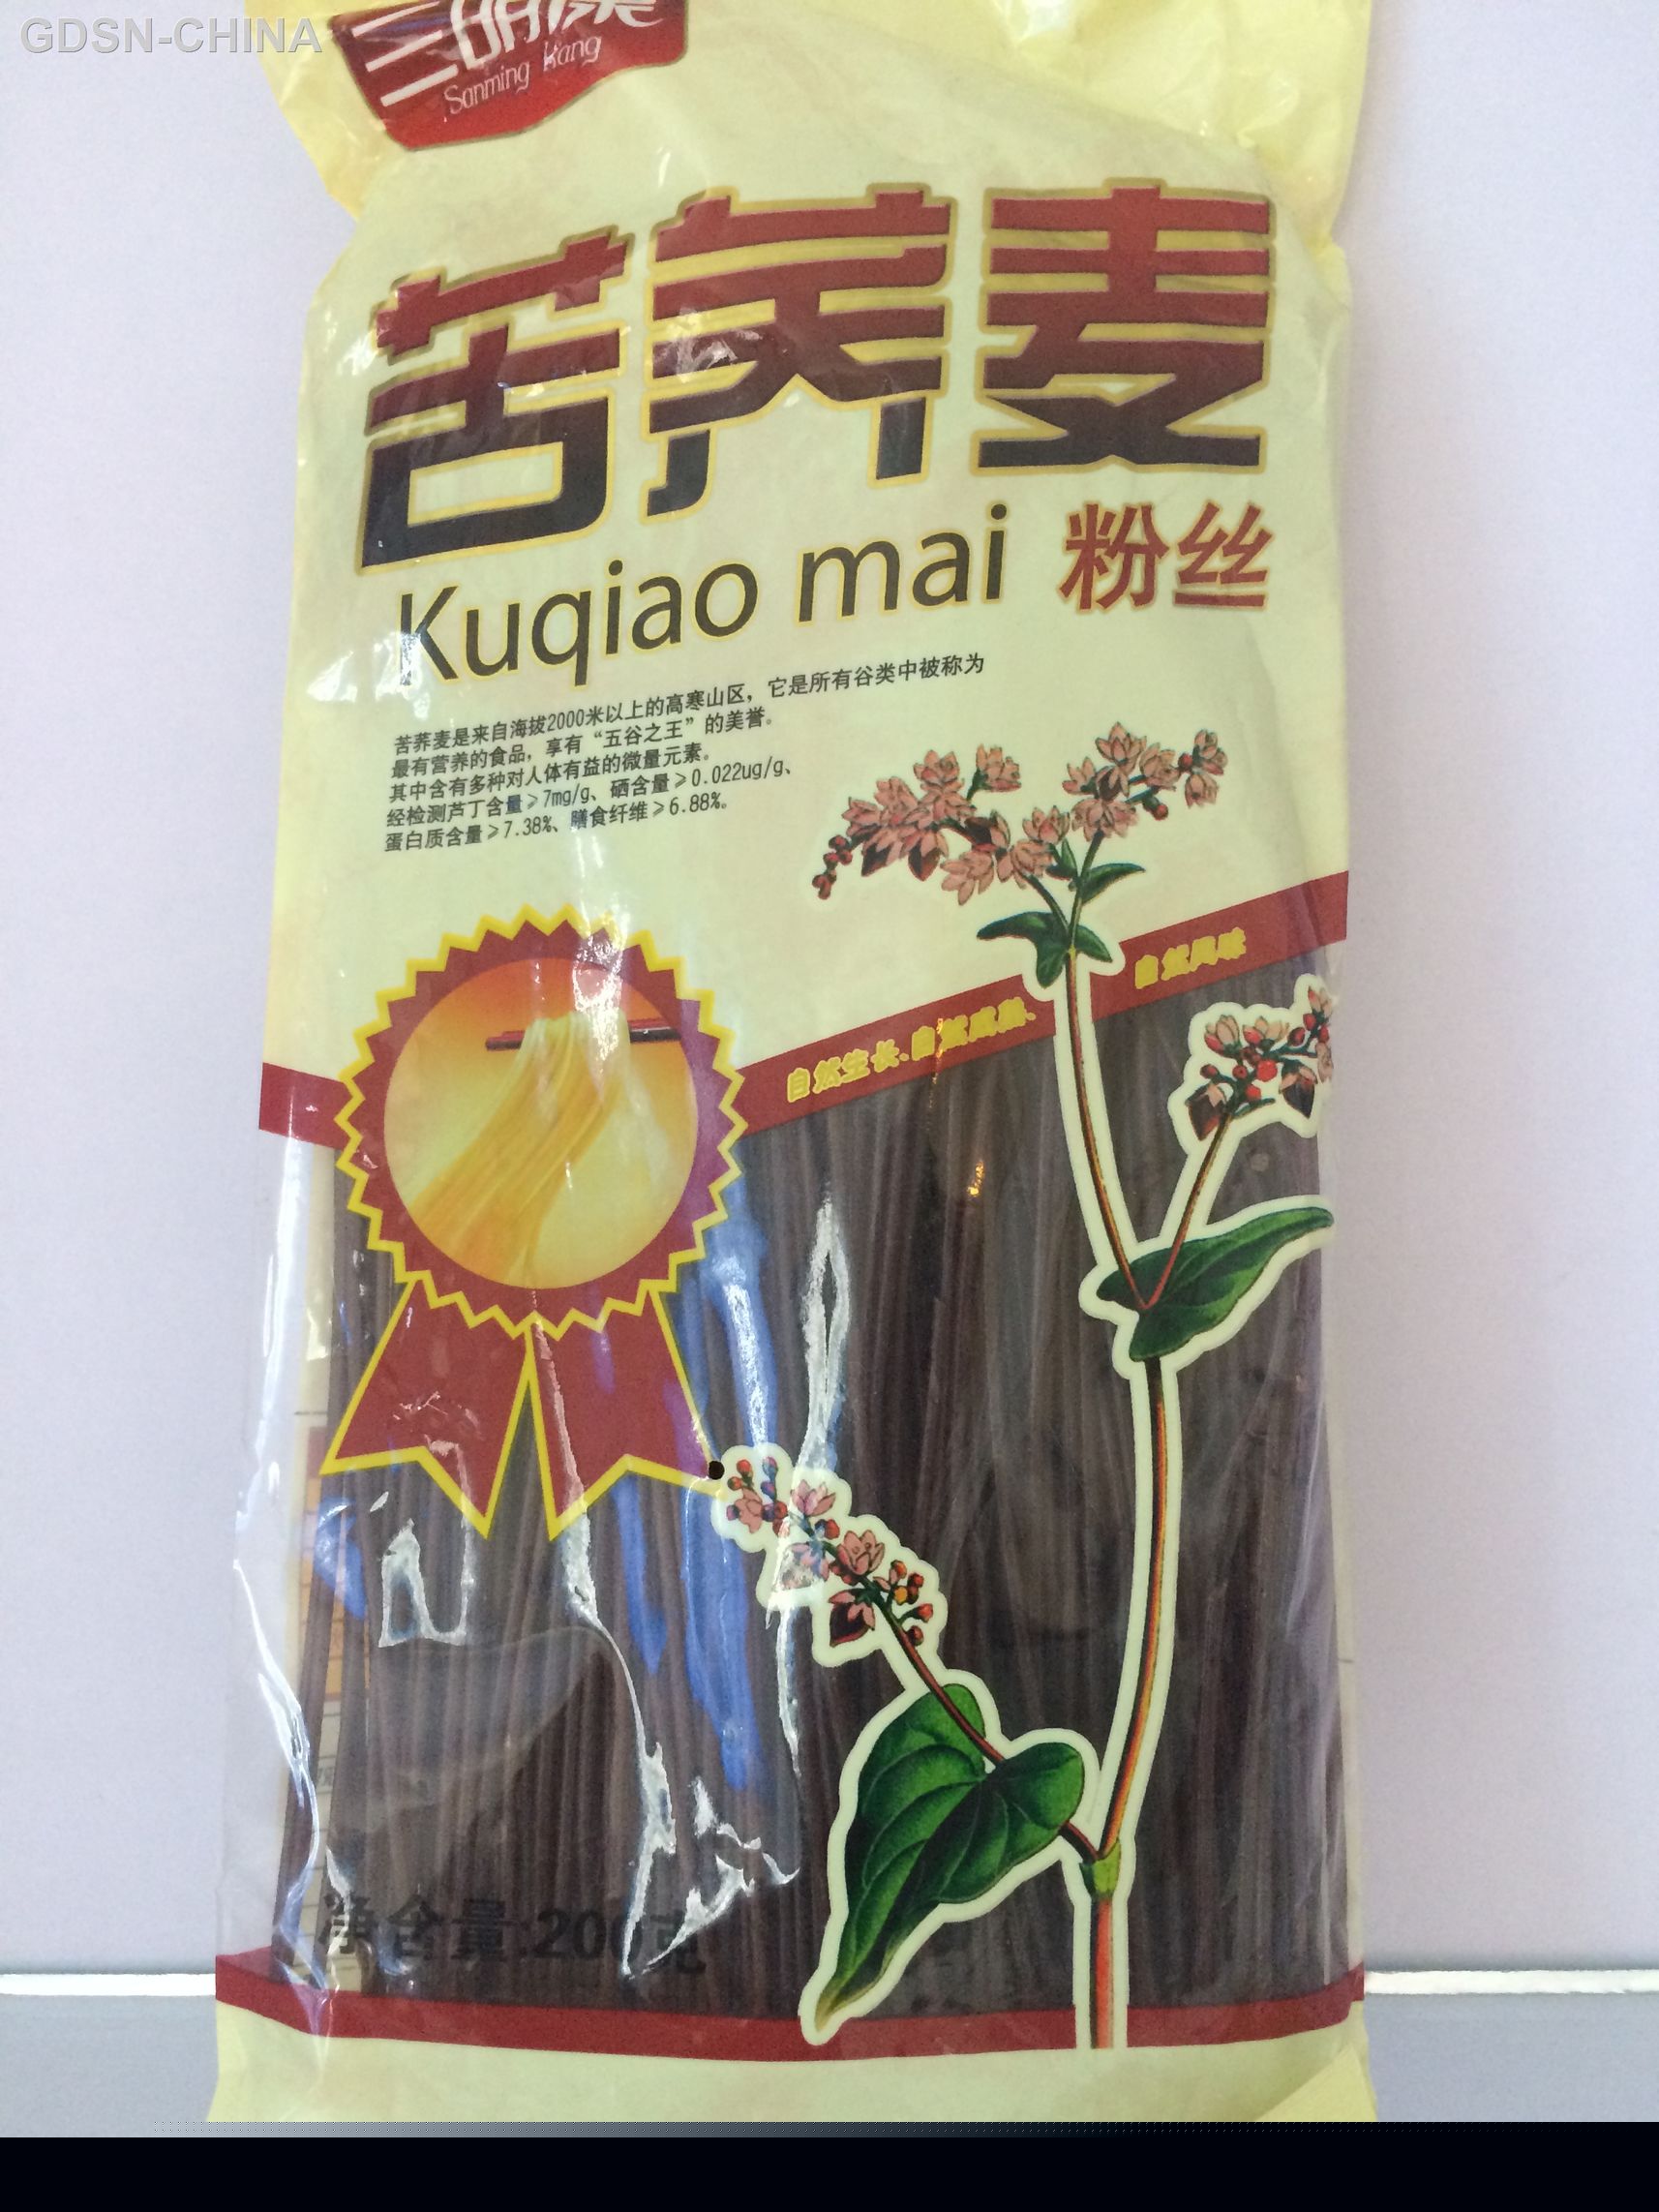 GDSN-CHINA
三明康
Sanming Kang
苦荞麦
Kuqiao mai
粉丝
苦荞麦是来自海拔2000米以上的高寒山区，它是所有谷类中被称为
最有营养的食品，享有“五谷之王”的美誉。
其中含有多种对人体有益的微量元素。
经检测芦丁含量≥7mg/g、硒含量≥0.022ug/g、
蛋白质含量≥7.38%、膳食纤维≥6.88%。
自然生长、自然成熟、自然风味
净含量:200克